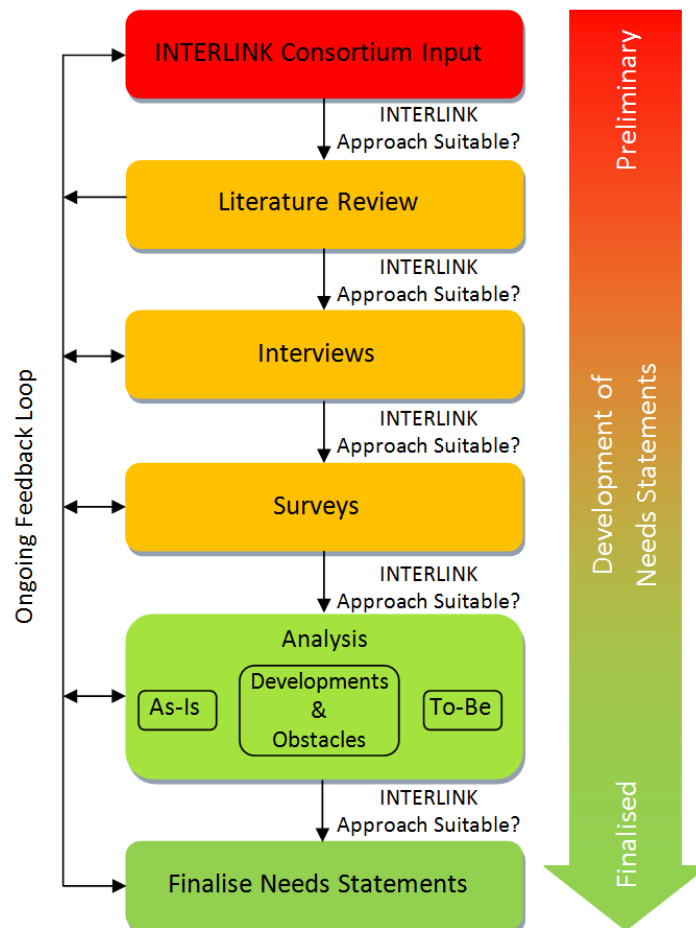 INTERLINK Consortium Input
INTERLINK
Approach Suitable?
Literature Review
INTERLINK
Approach Suitable?
Interviews
INTERLINK
Approach Suitable?
Surveys
INTERLINK
Approach Suitable?
Analysis
As-Is
Developments
&
Obstacles
To-Be
INTERLINK
Approach Suitable?
Finalise Needs Statements
Ongoing Feedback Loop
Preliminary
Development of
Needs Statements
Finalised